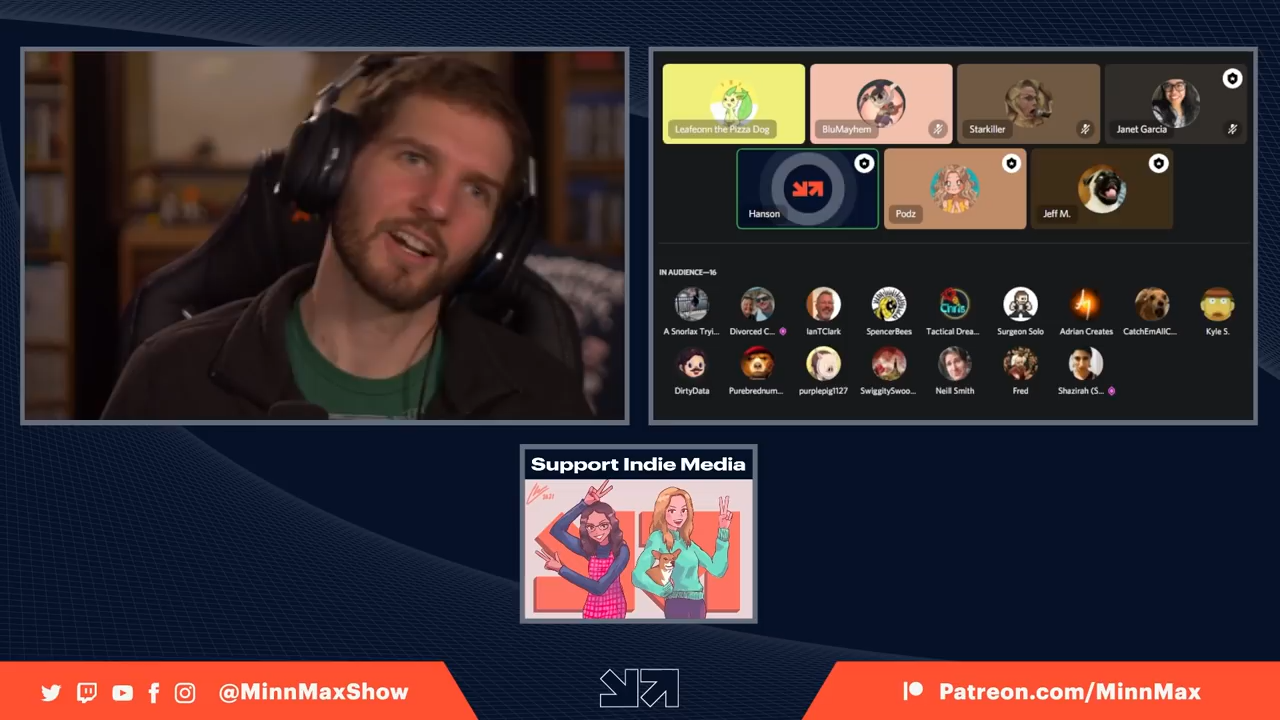 Leafeonn the Pizza Dog
BluMayhem
Starkiller
Janet Garcia
Hanson
Podz
Jeff M.
IN AUDIENCE—16
A Snorlax Tryi...
Divorced C...
IanTClark
SpencerBees
Tactical Drea...
Surgeon Solo
Adrian Creates
CatchEmAllC...
Kyle S.
DirtyData
Purebrednum...
purplepig1127
SwiggitySwoo...
Neill Smith
Fred
Shazirah (S...
Chris
Support Indie Media
2021
@MinnMaxShow
Patreon.com/MinnMax